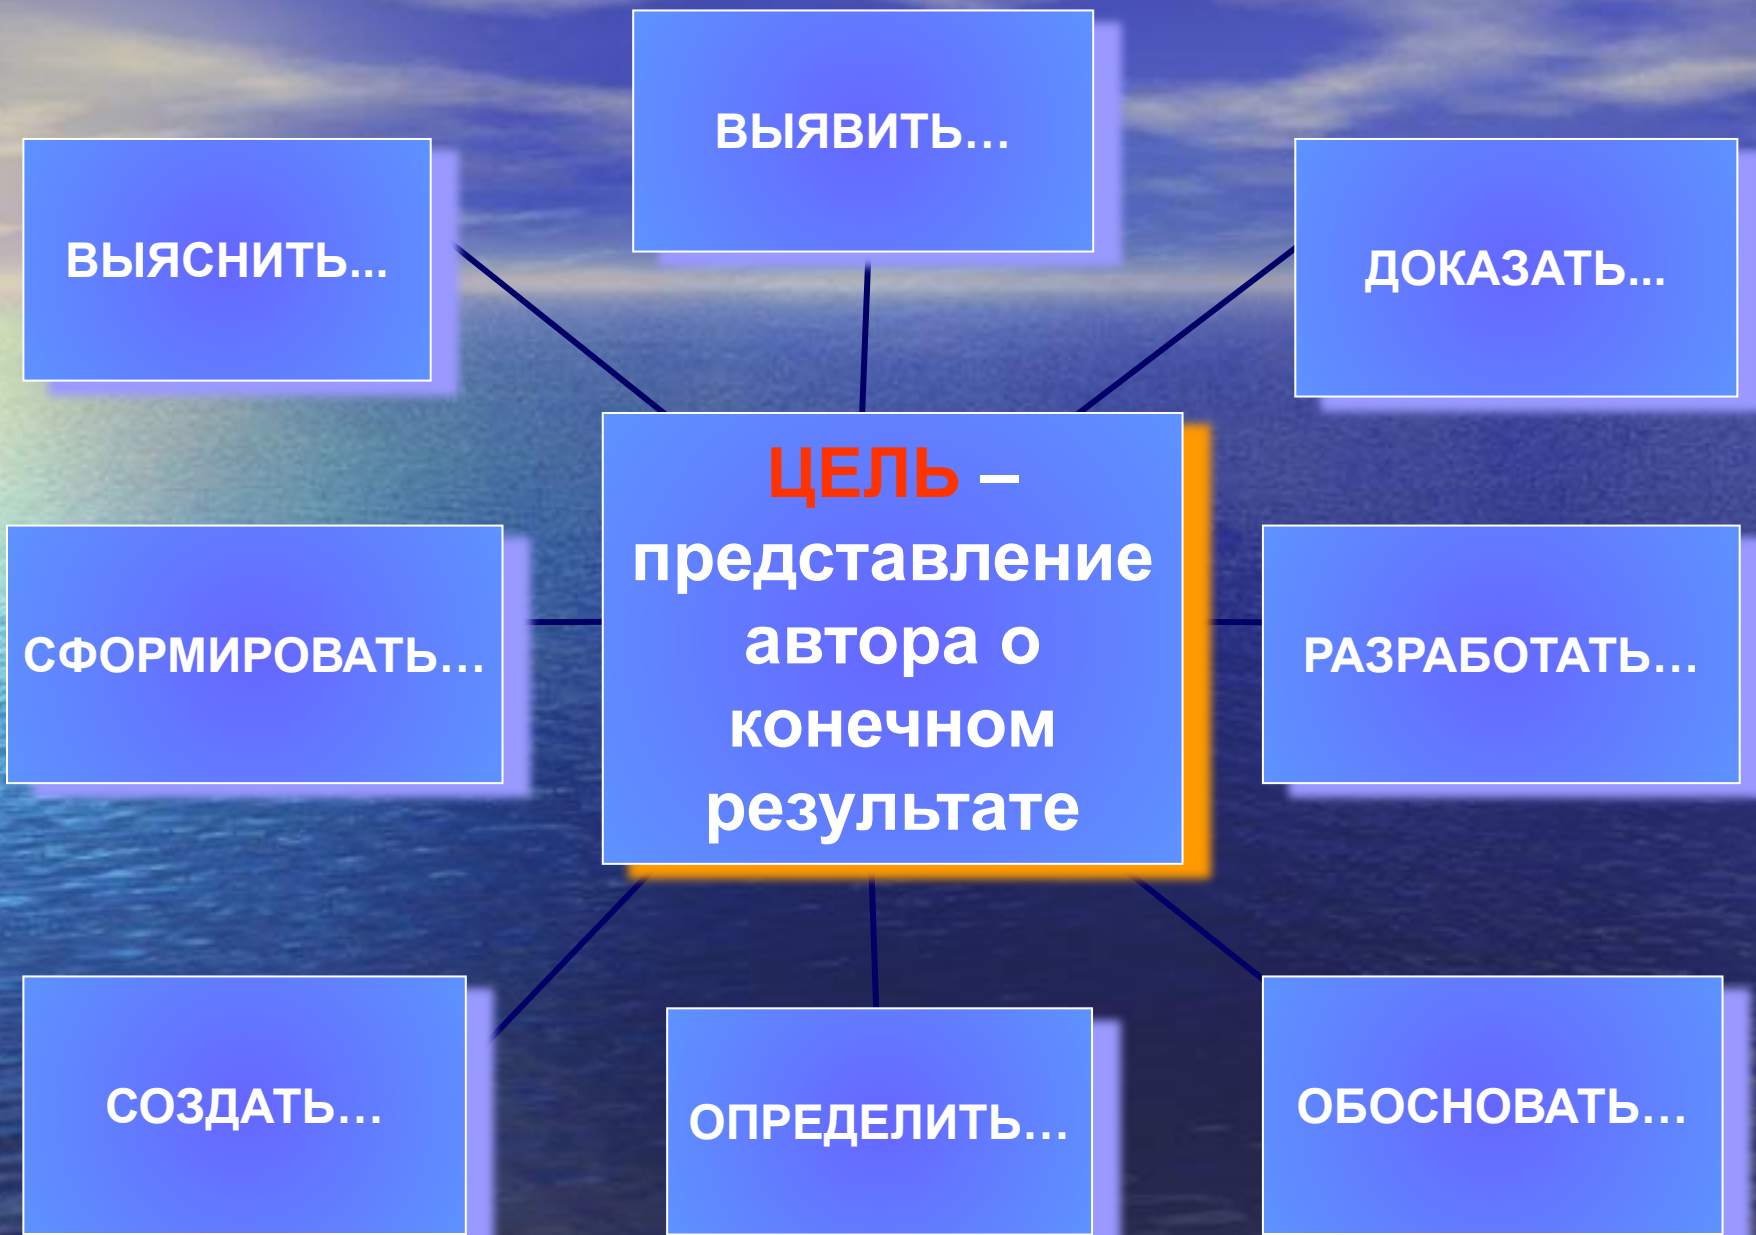 ВЫЯВИТЬ…
ВЫЯСНИТЬ...
ДОКАЗАТЬ...
ЦЕЛЬ –
представление
автора о
конечном
результате
СФОРМИРОВАТЬ…
РАЗРАБОТАТЬ…
СОЗДАТЬ…
ОПРЕДЕЛИТЬ…
ОБОСНОВАТЬ…